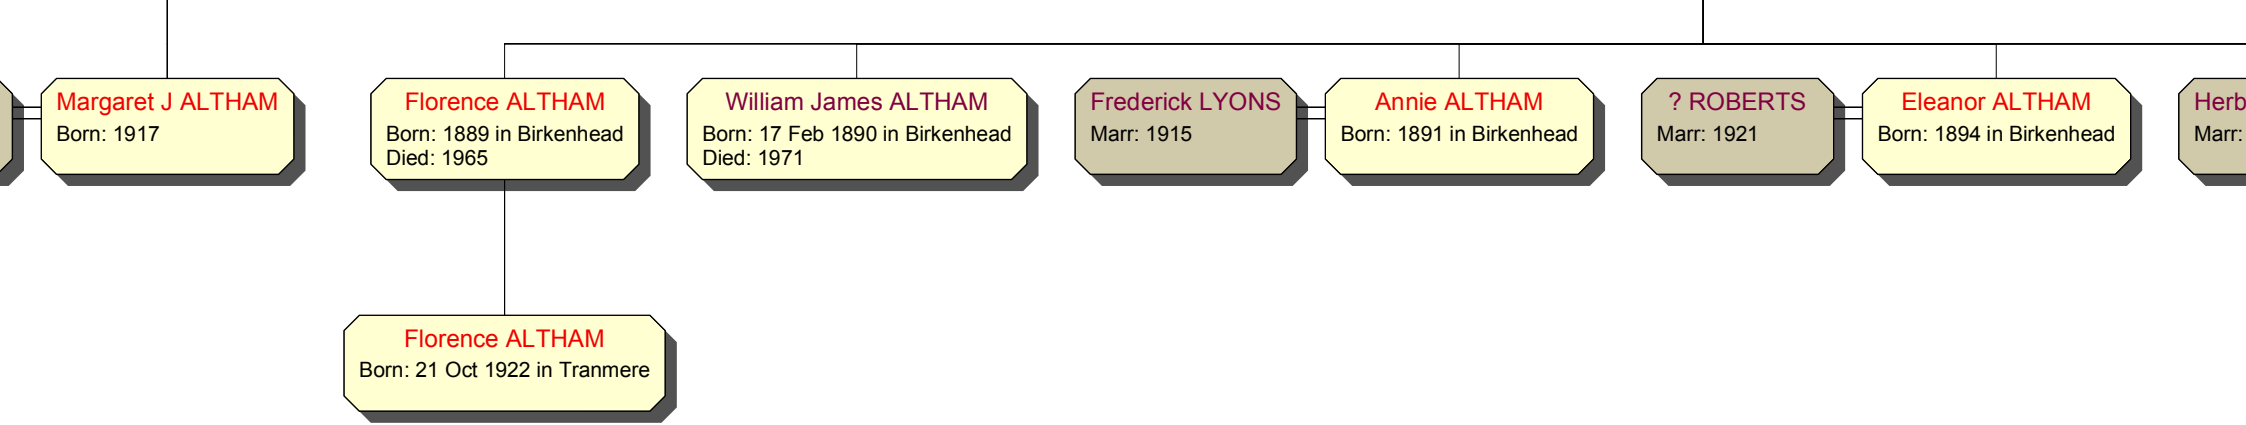 Margaret J ALTHAM
Born: 1917
Florence ALTHAM
Born: 1889 in Birkenhead
Died: 1965
William James ALTHAM
Born: 17 Feb 1890 in Birkenhead
Died: 1971
Frederick LYONS
Marr: 1915
Annie ALTHAM
Born: 1891 in Birkenhead
? ROBERTS
Marr: 1921
Eleanor ALTHAM
Born: 1894 in Birkenhead
Herb
Marr:
Florence ALTHAM
Born: 21 Oct 1922 in Tranmere